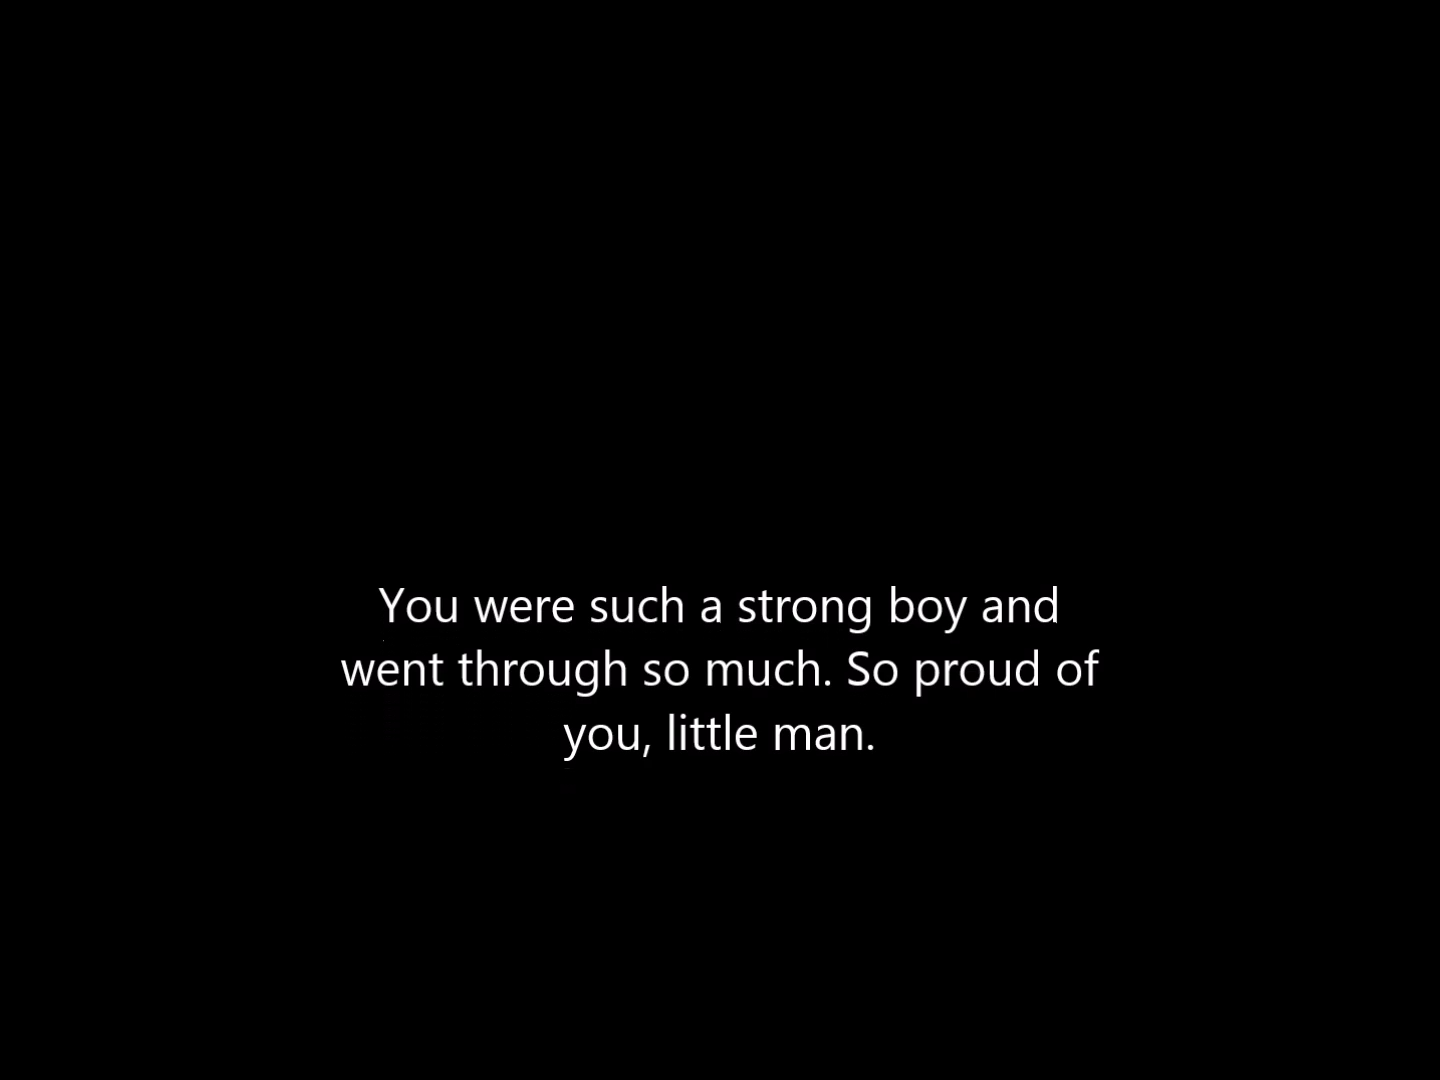 You were such a strong boy and
went through so much. So proud of
you, little man.